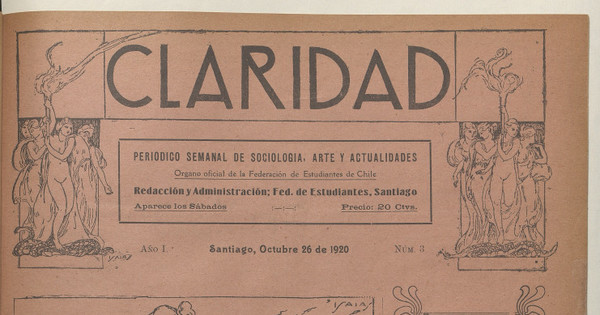 CLARIDAD
PERIODICO SEMANAL DE SOCIOLOGIA, ARTE Y ACTUALIDADES
Organo oficial de la Federación de Estudiantes de Chile
Redacción y Administración; Fed. de Estudiantes, Santiago
Aparece los Sábados Precio: 20 Ctvs.
AÑO I. Santiago, Octubre 26 de 1920 NÚM. 3